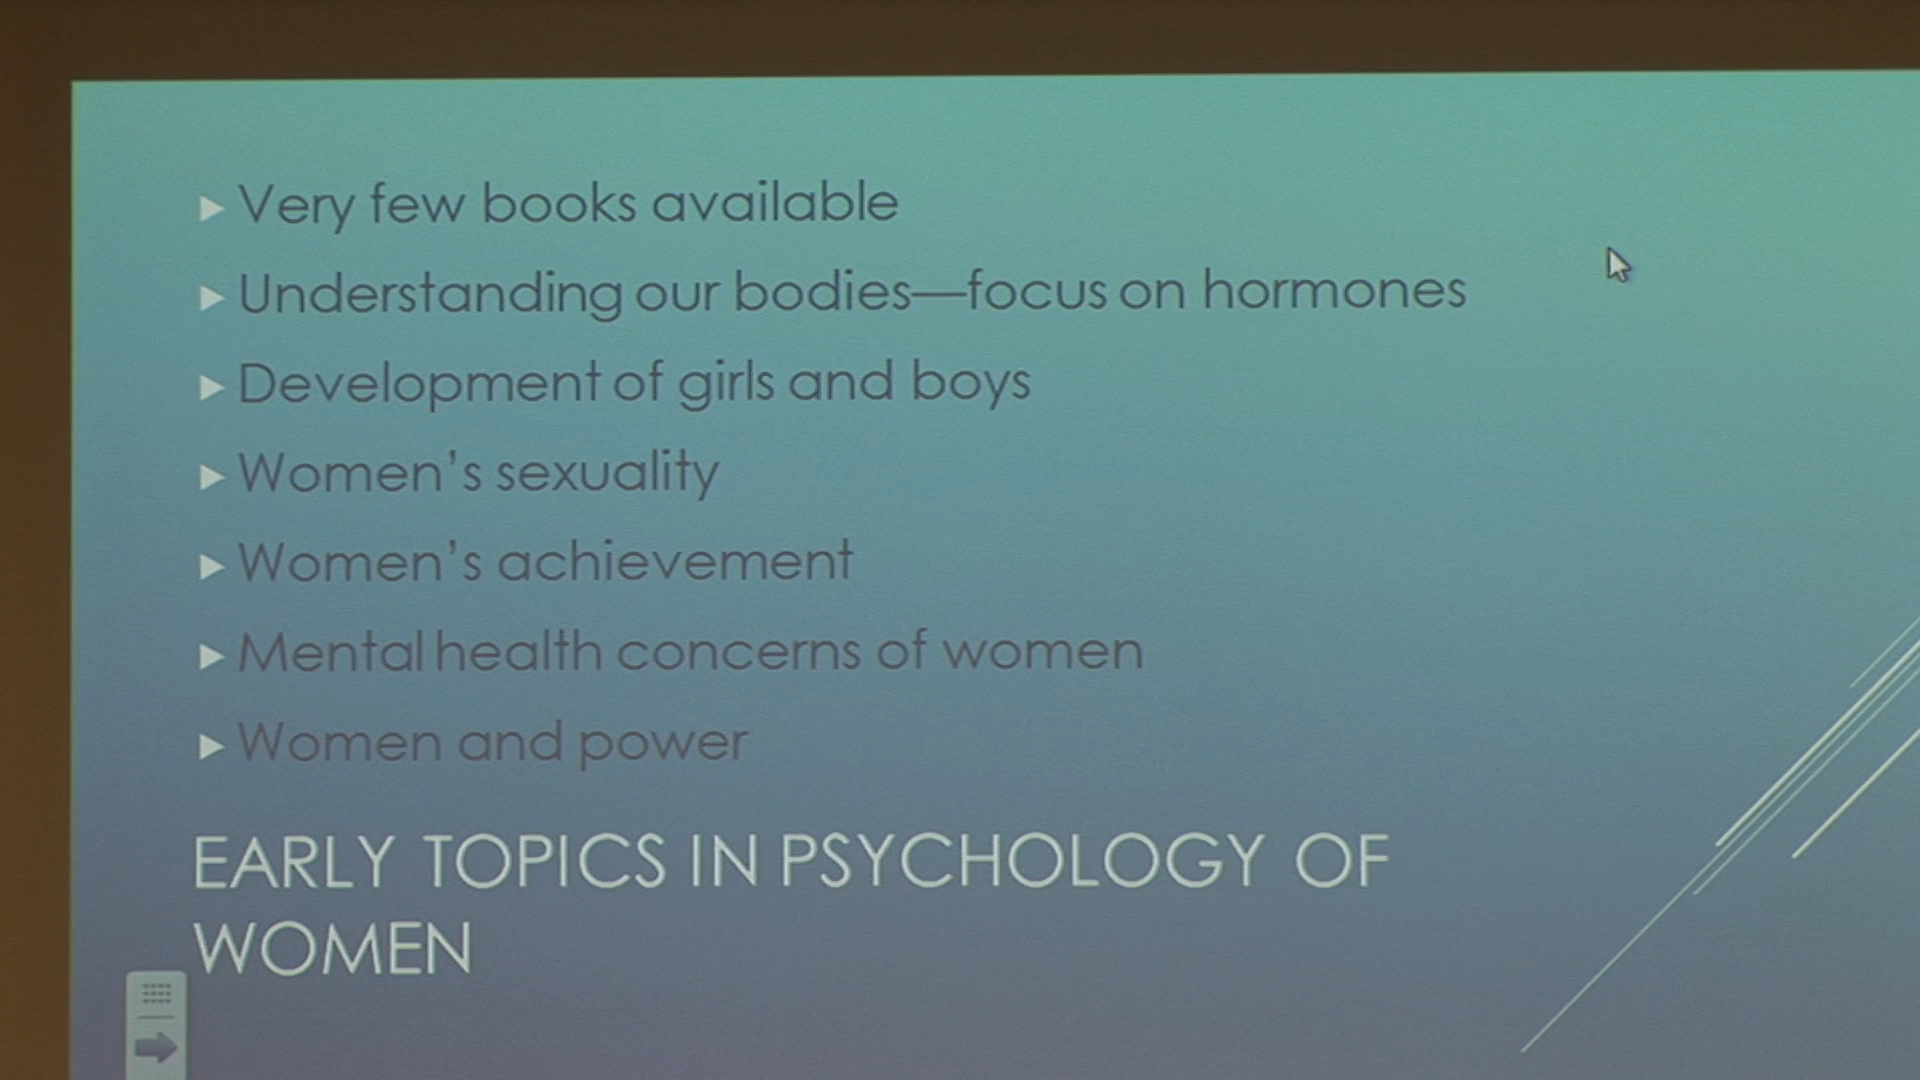 Very few books available
Understanding our bodies—focus on hormones
Development of girls and boys
Women's sexuality
Women's achievement
Mental health concerns of women
Women and power
EARLY TOPICS IN PSYCHOLOGY OF
WOMEN